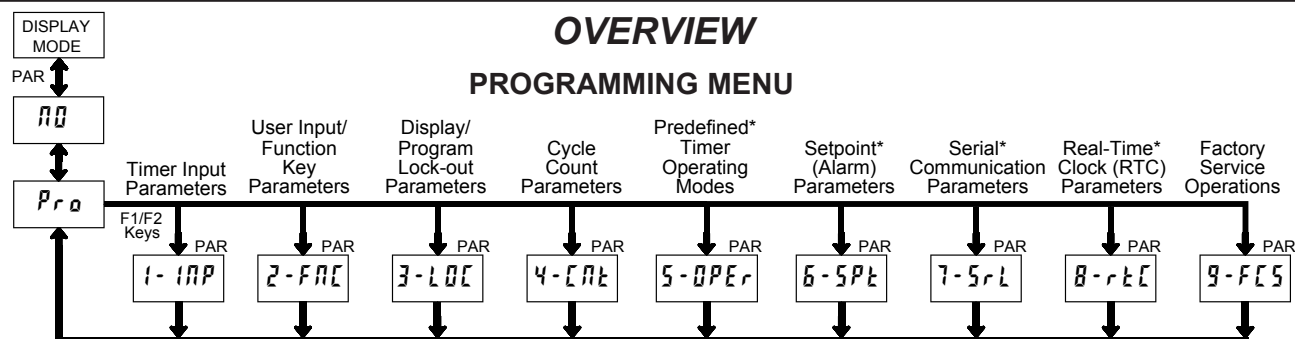 OVERVIEW
PROGRAMMING MENU
DISPLAY
MODE
PAR
NO
Pro
F1/F2
Keys
Timer Input
Parameters
PAR
1-INP
User Input/
Function
Key
Parameters
PAR
2-FNC
Display/
Program
Lock-out
Parameters
PAR
3-LOC
Cycle
Count
Parameters
PAR
4-CNt
Predefined*
Timer
Operating
Modes
PAR
5-OPEr
Setpoint*
(Alarm)
Parameters
PAR
6-SPt
Serial*
Communication
Parameters
PAR
7-SrL
Real-Time*
Clock (RTC)
Parameters
PAR
8-rtC
Factory
Service
Operations
PAR
9-FCS